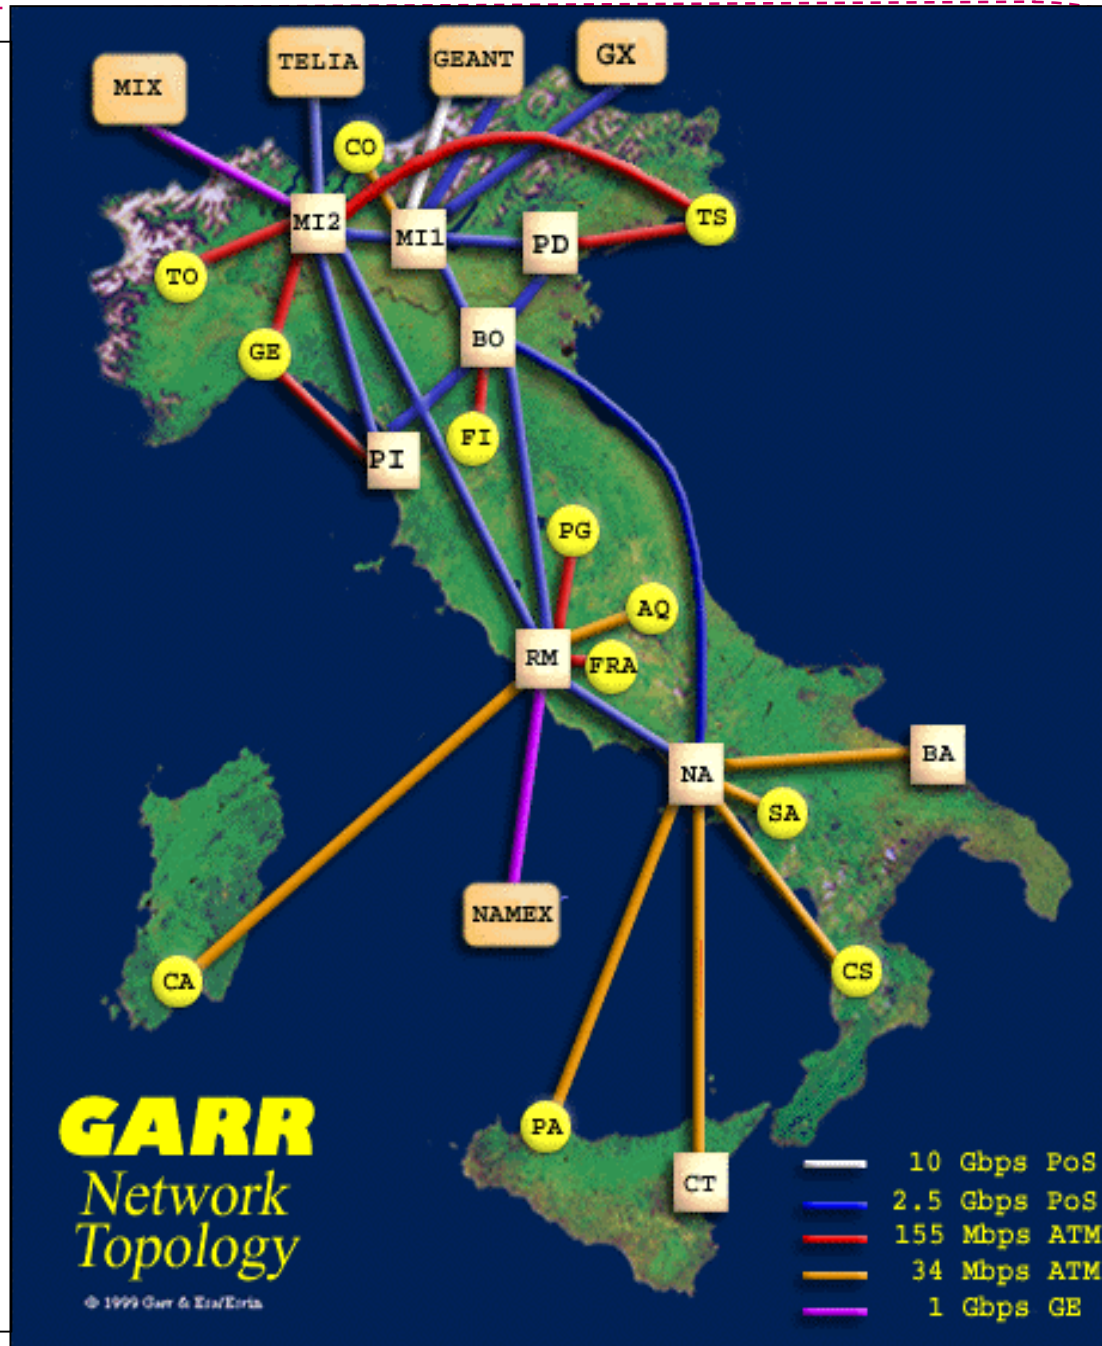 MIX
TELIA
GEANT
GX
CO
MI2
MI1
PD
TS
TO
GE
BO
FI
PI
PG
AQ
RM
FRA
NA
BA
SA
NAMEX
CA
CS
PA
CT
GARR
Network
Topology
© 1999 Garr &
10 Gbps PoS
2.5 Gbps PoS
155 Mbps ATM
34 Mbps ATM
1 Gbps GE